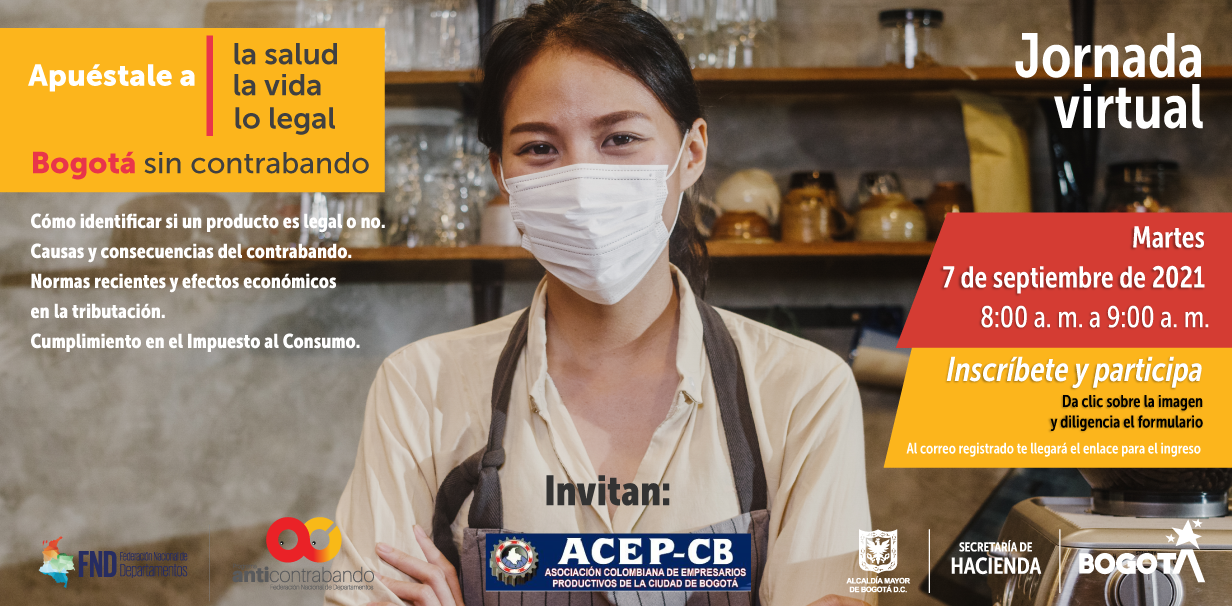 Apuéstale a
la salud
la vida
lo legal
Bogotá sin contrabando
Cómo identificar si un producto es legal o no.
Causas y consecuencias del contrabando.
Normas recientes y efectos económicos
en la tributación.
Cumplimiento en el Impuesto al Consumo.
Jornada
virtual
Martes
7 de septiembre de 2021
8:00 a. m. a 9:00 a. m.
Inscríbete y participa
Da clic sobre la imagen
y diligencia el formulario
Al correo registrado te llegará el enlace para el ingreso
Invitan:
FND
Federación Nacional de
Departamentos
anticontrabando
Federación Nacional de Departamentos
ACEP-CB
ASOCIACIÓN COLOMBIANA DE EMPRESARIOS
PRODUCTIVOS DE LA CIUDAD DE BOGOTÁ
ALCALDÍA MAYOR
DE BOGOTÁ D.C.
SECRETARÍA DE
HACIENDA
BOGOTÁ